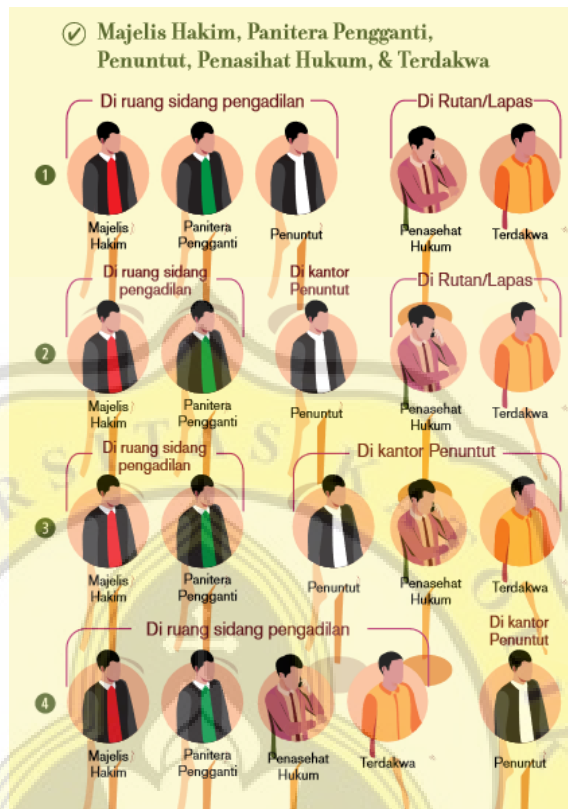 Majelis Hakim, Panitera Pengganti,
Penuntut, Penasihat Hukum, & Terdakwa
Di ruang sidang pengadilan
Di Rutan/Lapas
1
Majelis
Hakim
Panitera
Pengganti
Penuntut
Penasehat
Hukum
Terdakwa
Di ruang sidang
pengadilan
Di kantor
Penuntut
Di Rutan/Lapas
2
Majelis
Hakim
Panitera
Pengganti
Penuntut
Penasehat
Hukum
Terdakwa
Di ruang sidang
pengadilan
Di kantor Penuntut
3
Majelis
Hakim
Panitera
Pengganti
Penuntut
Penasehat
Hukum
Terdakwa
Di ruang sidang pengadilan
Di kantor
Penuntut
4
Majelis
Hakim
Panitera
Pengganti
Penasehat
Hukum
Terdakwa
Penuntut